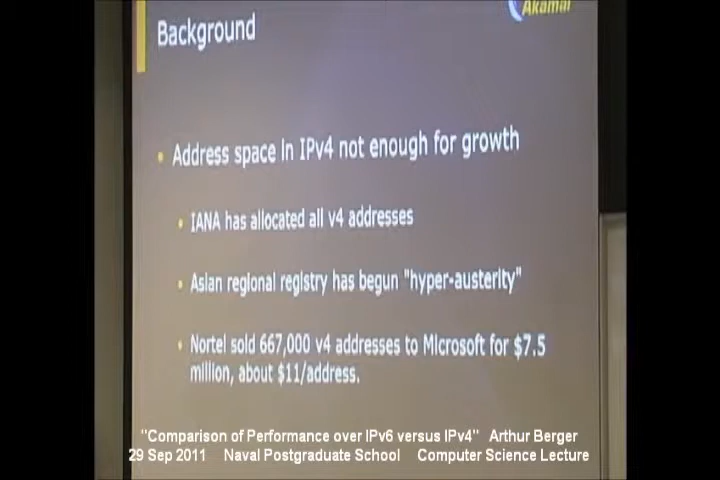 Akamai
Background
• Address space in IPv4 not enough for growth
• IANA has allocated all v4 addresses
• Asian regional registry has begun "hyper-austerity"
• Nortel sold 667,000 v4 addresses to Microsoft for $7.5
million, about $11/address.
"Comparison of Performance over IPv6 versus IPv4" Arthur Berger
29 Sep 2011 Naval Postgraduate School Computer Science Lecture